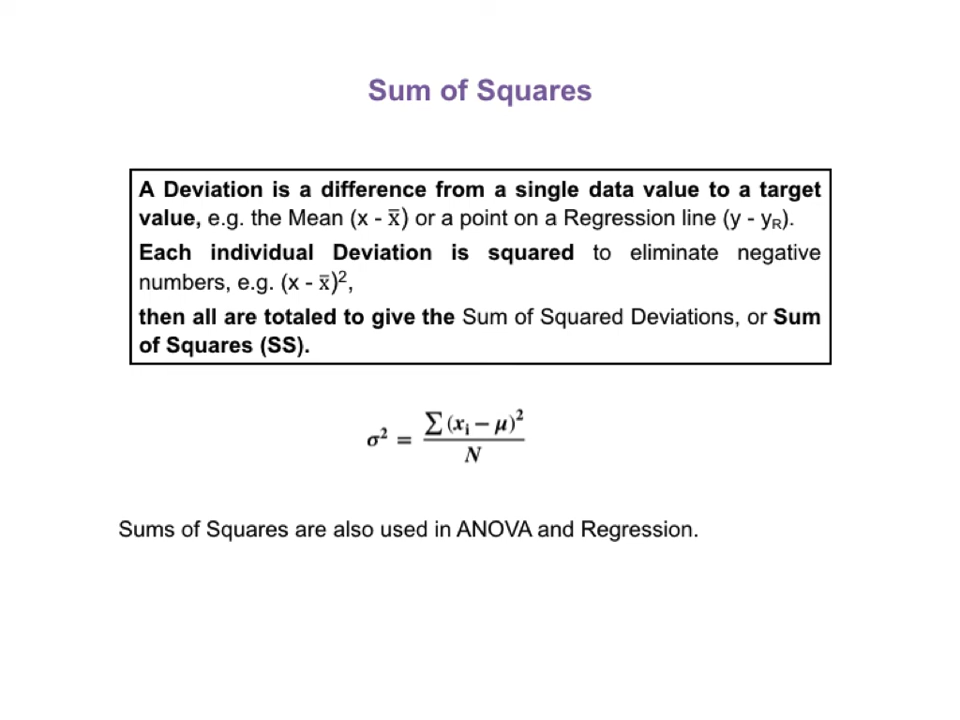 Sum of Squares
A Deviation is a difference from a single data value to a target
value, e.g. the Mean (x - x̅) or a point on a Regression line (y - yR).
Each individual Deviation is squared to eliminate negative
numbers, e.g. (x - x̅)²,
then all are totaled to give the Sum of Squared Deviations, or Sum
of Squares (SS).
σ² = ∑(xi − μ)² / N
Sums of Squares are also used in ANOVA and Regression.